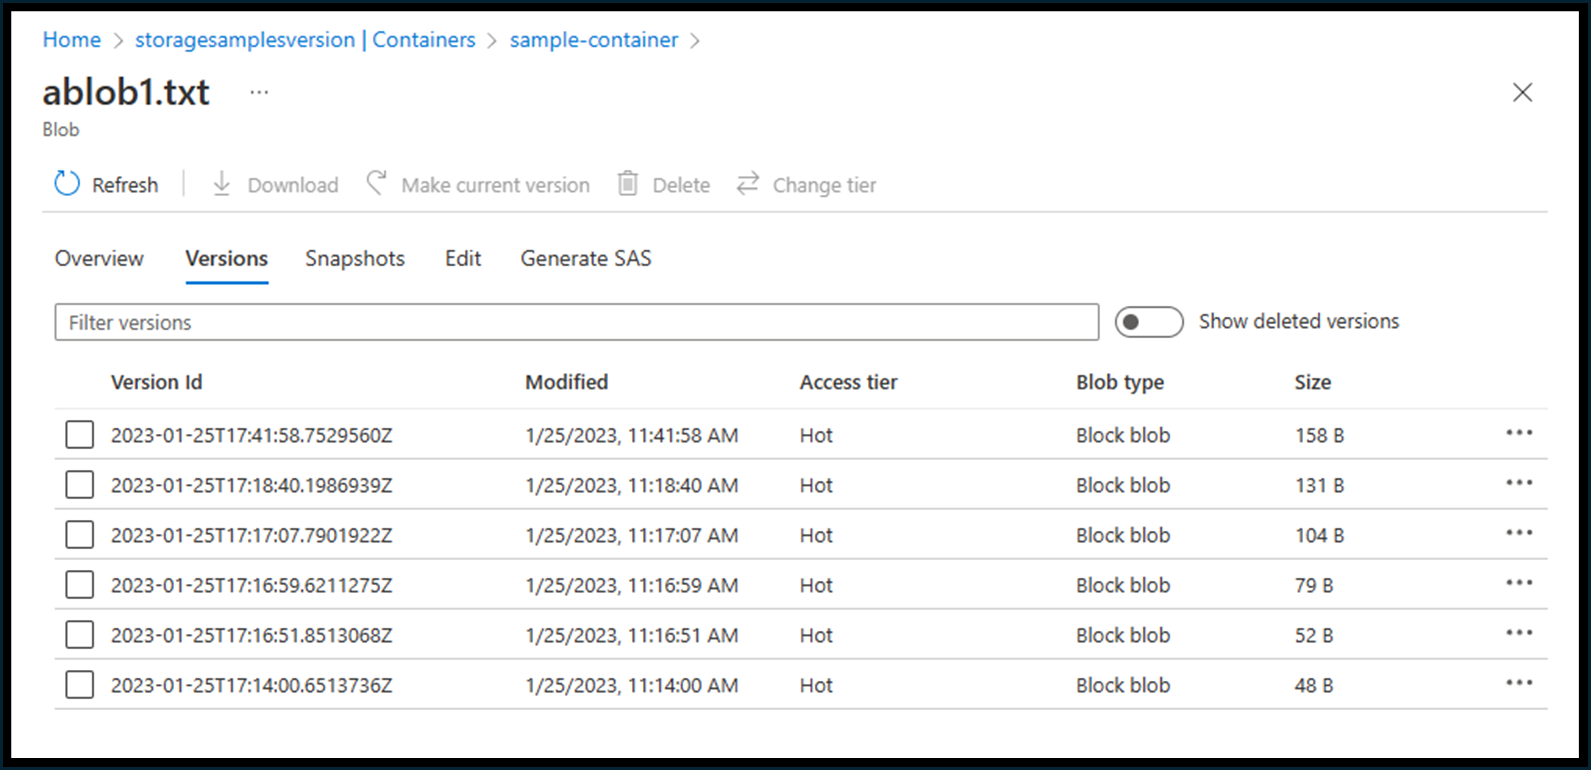 Home > storagesamplesversion | Containers > sample-container >
ablob1.txt ...
Blob
Refresh Download Make current version Delete Change tier
Overview Versions Snapshots Edit Generate SAS
Filter versions Show deleted versions
Version Id Modified Access tier Blob type Size
2023-01-25T17:41:58.7529560Z 1/25/2023, 11:41:58 AM Hot Block blob 158 B ...
2023-01-25T17:18:40.1986939Z 1/25/2023, 11:18:40 AM Hot Block blob 131 B ...
2023-01-25T17:17:07.7901922Z 1/25/2023, 11:17:07 AM Hot Block blob 104 B ...
2023-01-25T17:16:59.6211275Z 1/25/2023, 11:16:59 AM Hot Block blob 79 B ...
2023-01-25T17:16:51.8513068Z 1/25/2023, 11:16:51 AM Hot Block blob 52 B ...
2023-01-25T17:14:00.6513736Z 1/25/2023, 11:14:00 AM Hot Block blob 48 B ...